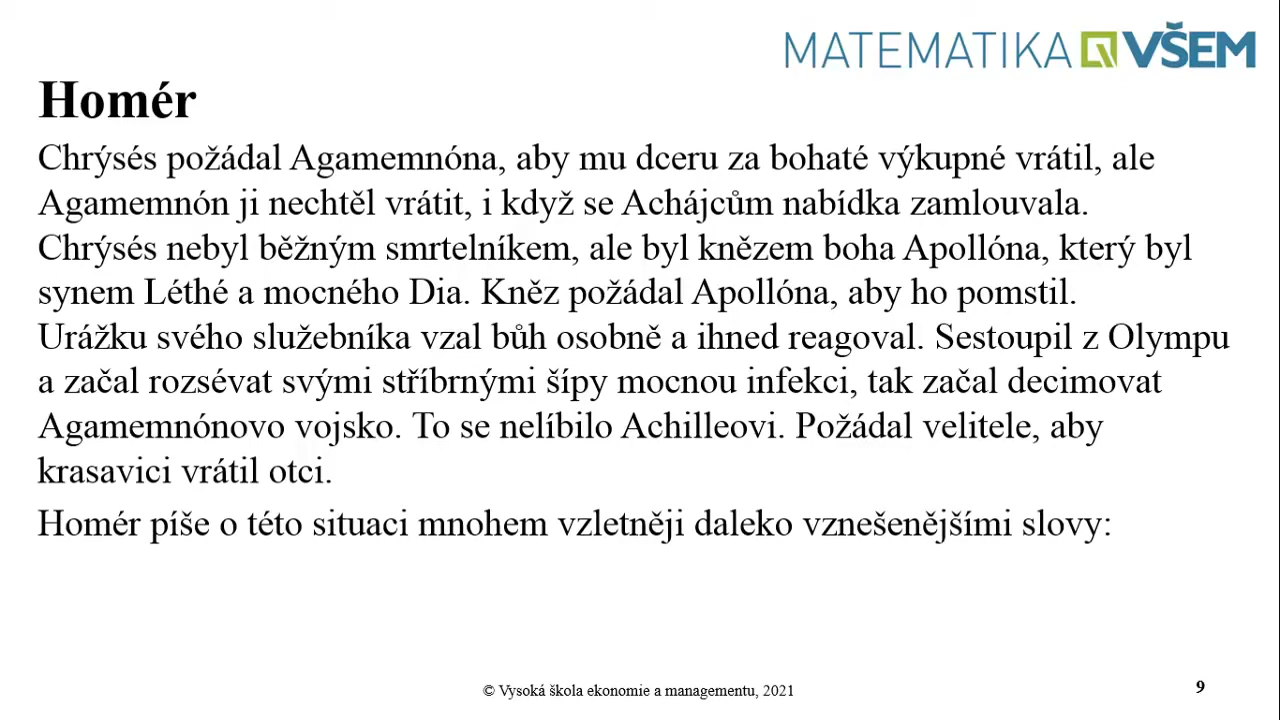 MATEMATIKA VŠEM
Homér
Chrýsés požádal Agamemnóna, aby mu dceru za bohaté výkupné vrátil, ale
Agamemnón ji nechtěl vrátit, i když se Achájcům nabídka zamlouvala.
Chrýsés nebyl běžným smrtelníkem, ale byl knězem boha Apollóna, který byl
synem Léthé a mocného Dia. Kněz požádal Apollóna, aby ho pomstil.
Urážku svého služebníka vzal bůh osobně a ihned reagoval. Sestoupil z Olympu
a začal rozsévat svými stříbrnými šípy mocnou infekci, tak začal decimovat
Agamemnónovo vojsko. To se nelíbilo Achilleovi. Požádal velitele, aby
krasavici vrátil otci.
Homér píše o této situaci mnohem vzletněji daleko vznešenějšími slovy:
© Vysoká škola ekonomie a managementu, 2021
9